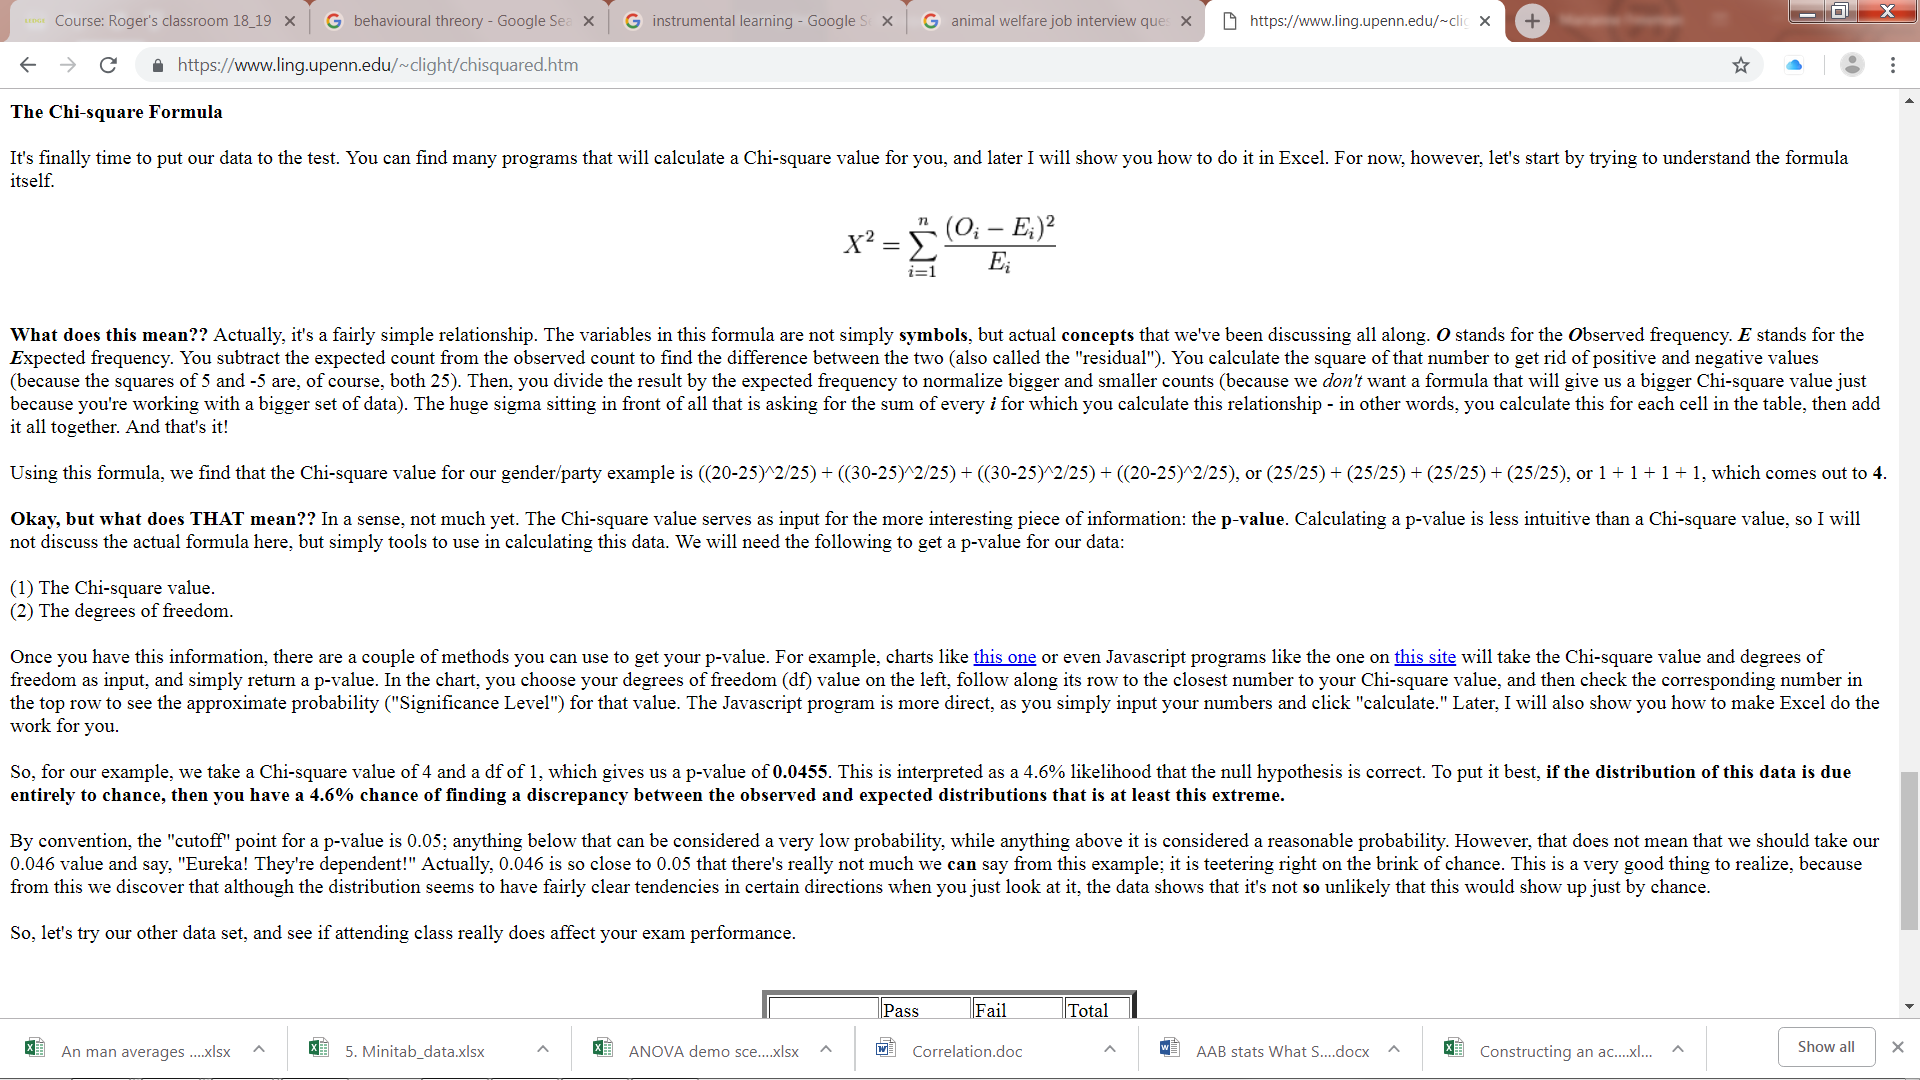 Course: Roger's classroom 18_19
behavioural threory - Google Sea
instrumental learning - Google S
animal welfare job interview ques
https://www.ling.upenn.edu/~clig
https://www.ling.upenn.edu/~clight/chisquared.htm
The Chi-square Formula
It's finally time to put our data to the test. You can find many programs that will calculate a Chi-square value for you, and later I will show you how to do it in Excel. For now, however, let's start by trying to understand the formula
itself.
X² = Σ_{i=1}^{n} (O_i − E_i)² / E_i
What does this mean?? Actually, it's a fairly simple relationship. The variables in this formula are not simply symbols, but actual concepts that we've been discussing all along. O stands for the Observed frequency. E stands for the
Expected frequency. You subtract the expected count from the observed count to find the difference between the two (also called the "residual"). You calculate the square of that number to get rid of positive and negative values
(because the squares of 5 and -5 are, of course, both 25). Then, you divide the result by the expected frequency to normalize bigger and smaller counts (because we don't want a formula that will give us a bigger Chi-square value just
because you're working with a bigger set of data). The huge sigma sitting in front of all that is asking for the sum of every i for which you calculate this relationship - in other words, you calculate this for each cell in the table, then add
it all together. And that's it!
Using this formula, we find that the Chi-square value for our gender/party example is ((20-25)^2/25) + ((30-25)^2/25) + ((30-25)^2/25) + ((20-25)^2/25), or (25/25) + (25/25) + (25/25) + (25/25), or 1 + 1 + 1 + 1, which comes out to 4.
Okay, but what does THAT mean?? In a sense, not much yet. The Chi-square value serves as input for the more interesting piece of information: the p-value. Calculating a p-value is less intuitive than a Chi-square value, so I will
not discuss the actual formula here, but simply tools to use in calculating this data. We will need the following to get a p-value for our data:
(1) The Chi-square value.
(2) The degrees of freedom.
Once you have this information, there are a couple of methods you can use to get your p-value. For example, charts like this one or even Javascript programs like the one on this site will take the Chi-square value and degrees of
freedom as input, and simply return a p-value. In the chart, you choose your degrees of freedom (df) value on the left, follow along its row to the closest number to your Chi-square value, and then check the corresponding number in
the top row to see the approximate probability ("Significance Level") for that value. The Javascript program is more direct, as you simply input your numbers and click "calculate." Later, I will also show you how to make Excel do the
work for you.
So, for our example, we take a Chi-square value of 4 and a df of 1, which gives us a p-value of 0.0455. This is interpreted as a 4.6% likelihood that the null hypothesis is correct. To put it best, if the distribution of this data is due
entirely to chance, then you have a 4.6% chance of finding a discrepancy between the observed and expected distributions that is at least this extreme.
By convention, the "cutoff" point for a p-value is 0.05; anything below that can be considered a very low probability, while anything above it is considered a reasonable probability. However, that does not mean that we should take our
0.046 value and say, "Eureka! They're dependent!" Actually, 0.046 is so close to 0.05 that there's really not much we can say from this example; it is teetering right on the brink of chance. This is a very good thing to realize, because
from this we discover that although the distribution seems to have fairly clear tendencies in certain directions when you just look at it, the data shows that it's not so unlikely that this would show up just by chance.
So, let's try our other data set, and see if attending class really does affect your exam performance.
Pass Fail Total
An man averages ....xlsx
5. Minitab_data.xlsx
ANOVA demo sce....xlsx
Correlation.doc
AAB stats What S....docx
Constructing an ac....xl...
Show all